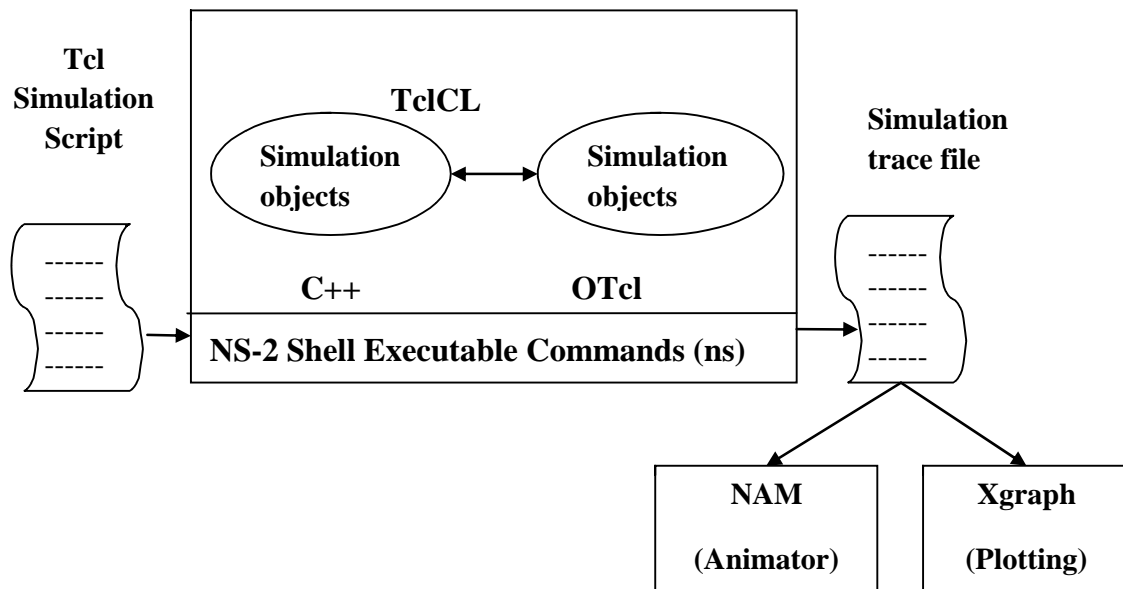 Tcl
Simulation
Script
TclCL
Simulation
objects
Simulation
objects
C++
OTcl
NS-2 Shell Executable Commands (ns)
Simulation
trace file
------
------
------
------
------
------
------
------
NAM
(Animator)
Xgraph
(Plotting)